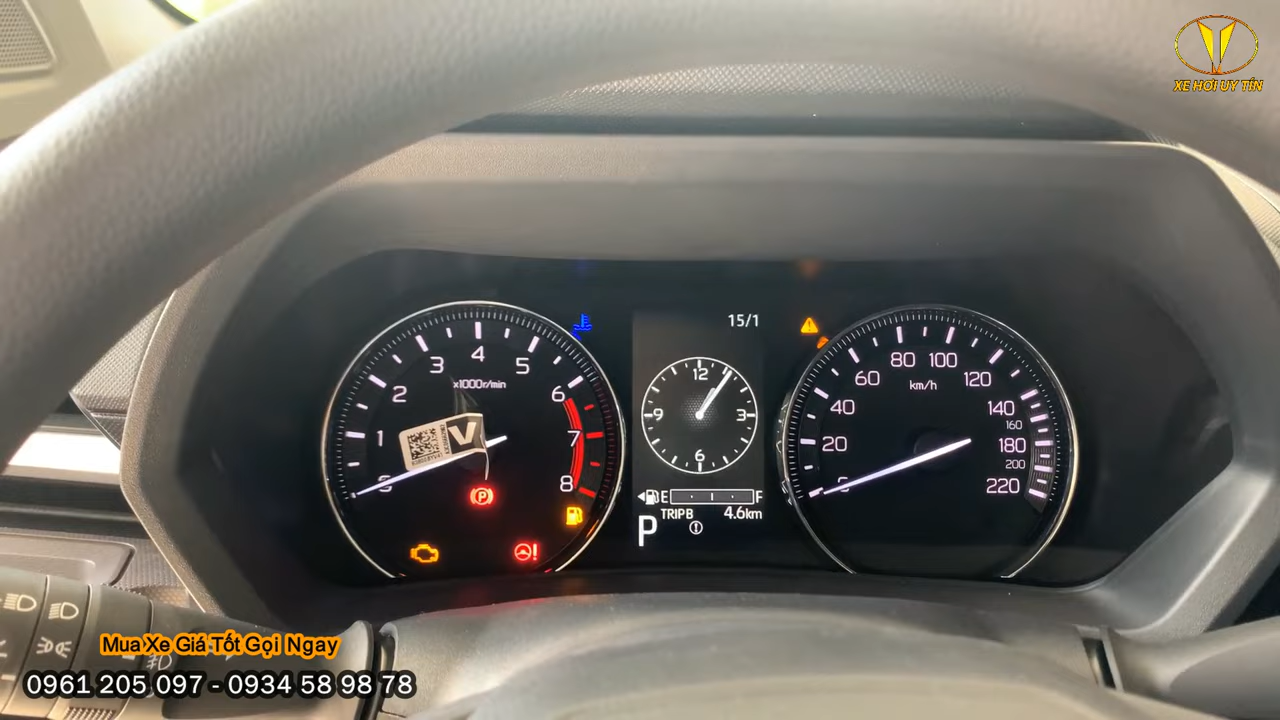 XE HƠI UY TÍN
15/1
4
3
5
x1000r/min
2
6
1
7
8
V
P
12
9
3
6
E
F
TRIP B
4.6km
P
80
100
60
km/h
120
40
140
160
20
180
200
0
220
Mua Xe Giá Tốt Gọi Ngay
0961 205 097 - 0934 58 98 78